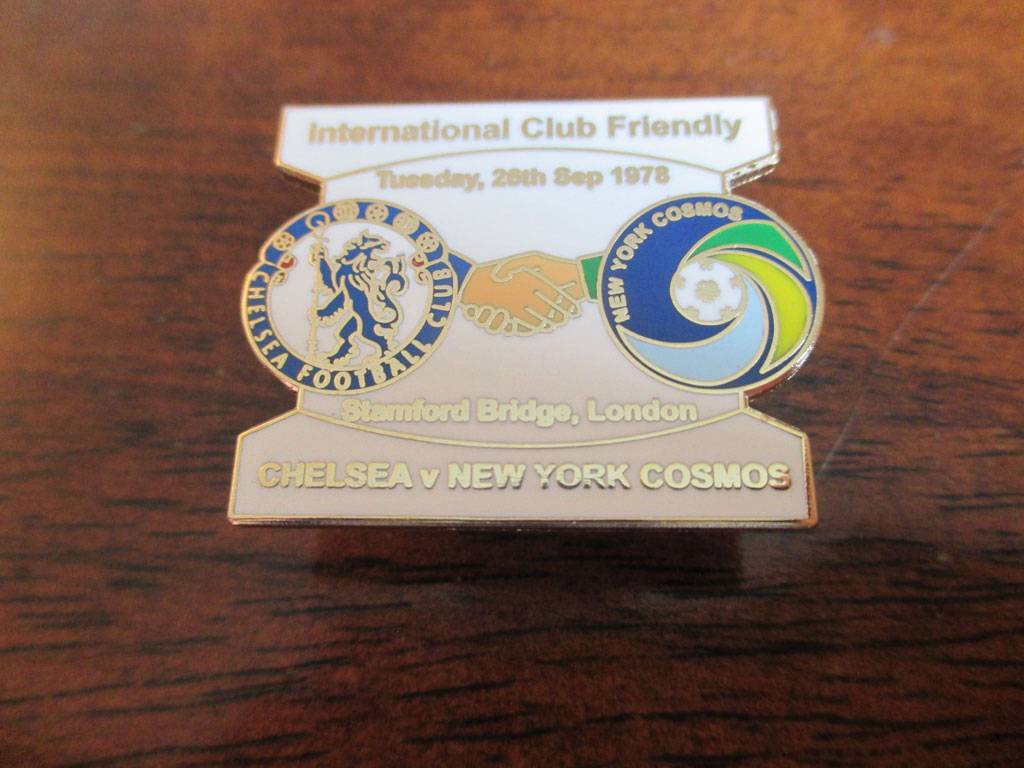 International Club Friendly
Tuesday, 26th Sep 1978
CHELSEA FOOTBALL CLUB
NEW YORK COSMOS
Stamford Bridge, London
CHELSEA v NEW YORK COSMOS